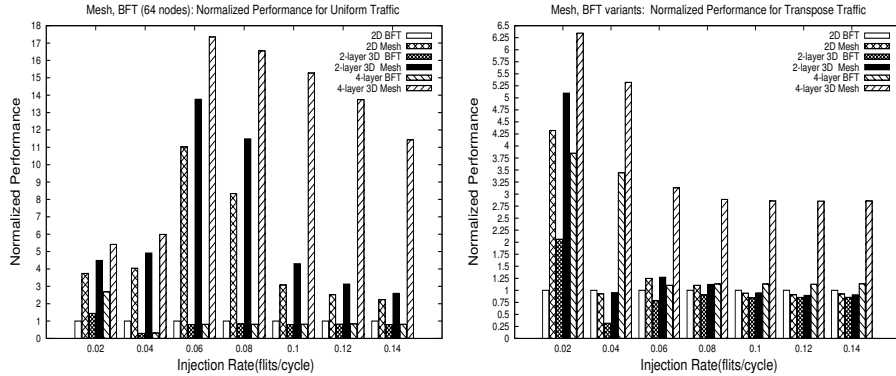 Mesh, BFT (64 nodes): Normalized Performance for Uniform Traffic
18
17
16
15
14
13
12
11
10
9
8
7
6
5
4
3
2
1
0
Normalized Performance
2D BFT
2D Mesh
2-layer 3D BFT
2-layer 3D Mesh
4-layer BFT
4-layer 3D Mesh
0.02 0.04 0.06 0.08 0.1 0.12 0.14
Injection Rate(flits/cycle)
Mesh, BFT variants: Normalized Performance for Transpose Traffic
6.5
6.25
6
5.75
5.5
5.25
5
4.75
4.5
4.25
4
3.75
3.5
3.25
3
2.75
2.5
2.25
2
1.75
1.5
1.25
1
0.75
0.5
0.25
Normalized Performance
2D BFT
2D Mesh
2-layer 3D BFT
2-layer 3D Mesh
4-layer BFT
4-layer 3D Mesh
0.02 0.04 0.06 0.08 0.1 0.12 0.14
Injection Rate(flits/cycle)